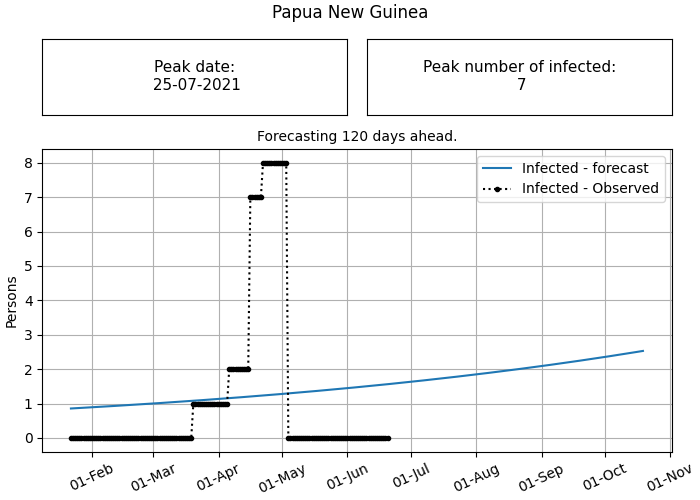 Papua New Guinea
Peak date:
25-07-2021
Peak number of infected:
7
Forecasting 120 days ahead.
Infected - forecast
Infected - Observed
Persons
8
7
6
5
4
3
2
1
0
01-Feb
01-Mar
01-Apr
01-May
01-Jun
01-Jul
01-Aug
01-Sep
01-Oct
01-Nov